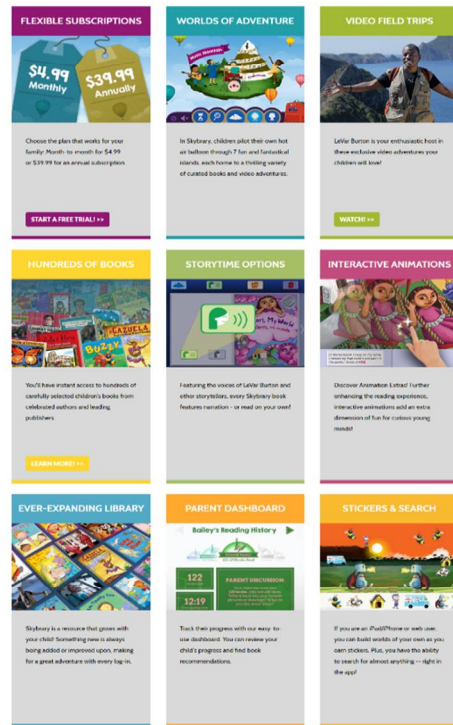 FLEXIBLE SUBSCRIPTIONS
$4.99
Monthly
$39.99
Annually
Choose the plan that works for your
family: Month-to-month for $4.99
or $39.99 for an annual subscription
START A FREE TRIAL! >>
WORLDS OF ADVENTURE
In Skybrary, children pilot their own hot
air balloon through 7 fun and fantastical
islands, each home to a thrilling variety
of curated books and video adventures.
VIDEO FIELD TRIPS
LeVar Burton is your enthusiastic host in
these exclusive video adventures your
children will love!
WATCH! >>
HUNDREDS OF BOOKS
CAZUELA
BUZZY
You'll have instant access to hundreds of
carefully selected children's books from
celebrated authors and leading
publishers
LEARN MORE! >>
STORYTIME OPTIONS
My World
Featuring the voices of LeVar Burton and
other storytellers, every Skybrary book
features narration - or read on your own!
INTERACTIVE ANIMATIONS
Discover Animation Extras! Further
enhancing the reading experience,
interactive animations add an extra
dimension of fun for curious young
minds!
EVER-EXPANDING LIBRARY
Skybrary is a resource that grows with
your child! Something new is always
being added or improved upon, making
for a great adventure with every log-in.
PARENT DASHBOARD
Bailey's Reading History
122
12:19
PARENT DISCUSSION
Track their progress with our easy-to-
use dashboard. You can review your
child's progress and find book
recommendations.
STICKERS & SEARCH
If you are an iPad/iPhone or web user,
you can build worlds of your own as you
earn stickers. Plus, you have the ability
to search for almost anything -- right in
the app!